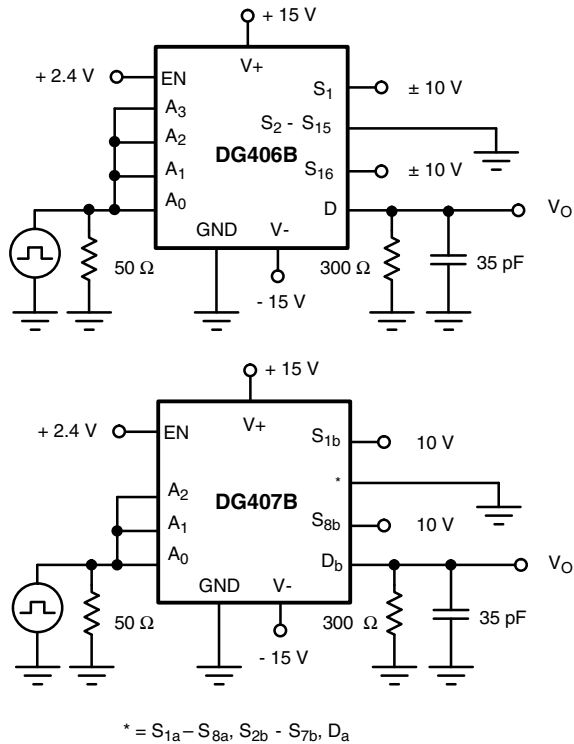 + 15 V
+ 2.4 V
EN
V+
A3
A2
A1
A0
DG406B
S1
± 10 V
S2 - S15
S16
± 10 V
D
VO
GND
V-
50 Ω
300 Ω
35 pF
- 15 V
+ 15 V
+ 2.4 V
EN
V+
A2
A1
A0
DG407B
S1b
10 V
*
S8b
10 V
Db
VO
GND
V-
50 Ω
300 Ω
35 pF
- 15 V
* = S1a – S8a, S2b - S7b, Da